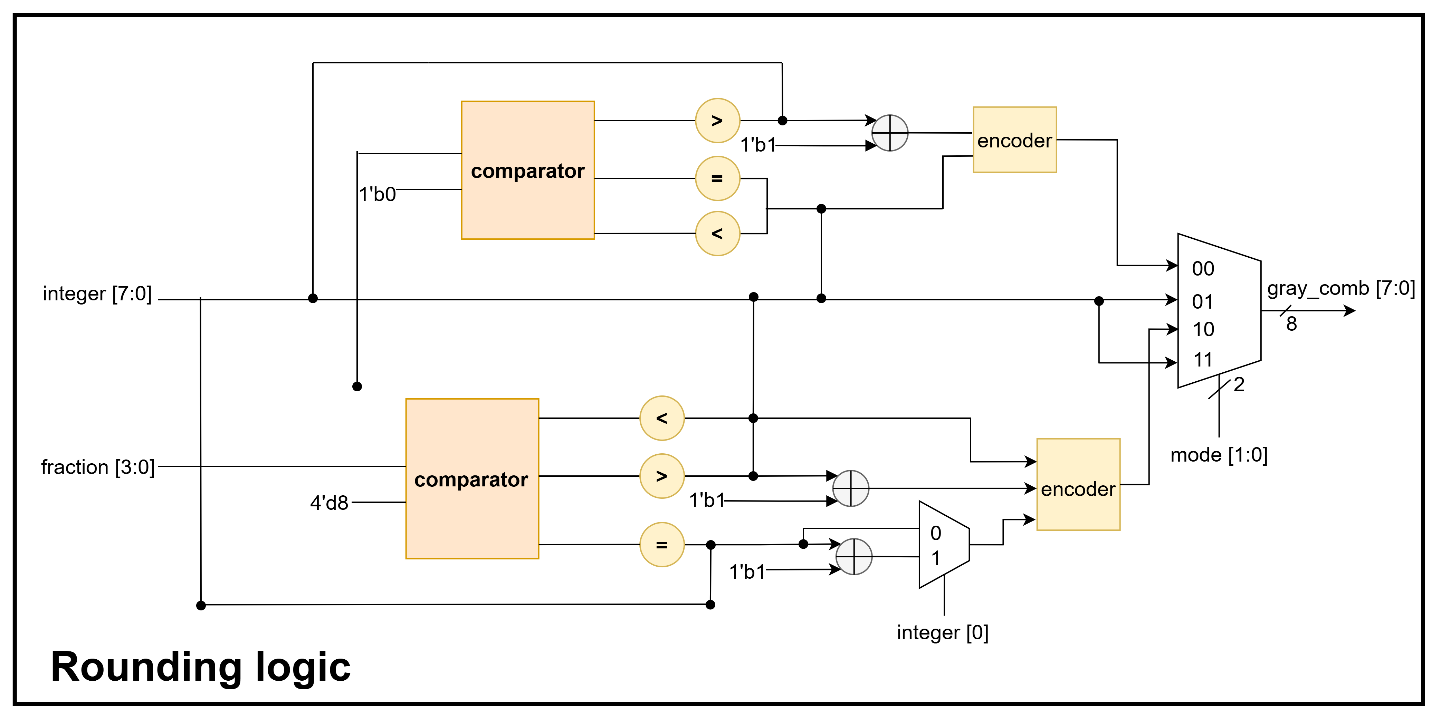 >
1'b1
encoder
comparator
=
1'b0
<
integer [7:0]
00
01
10
11
gray_comb [7:0]
8
2
mode [1:0]
<
fraction [3:0]
comparator
>
4'd8
1'b1
encoder
=
0
1
1'b1
integer [0]
Rounding logic